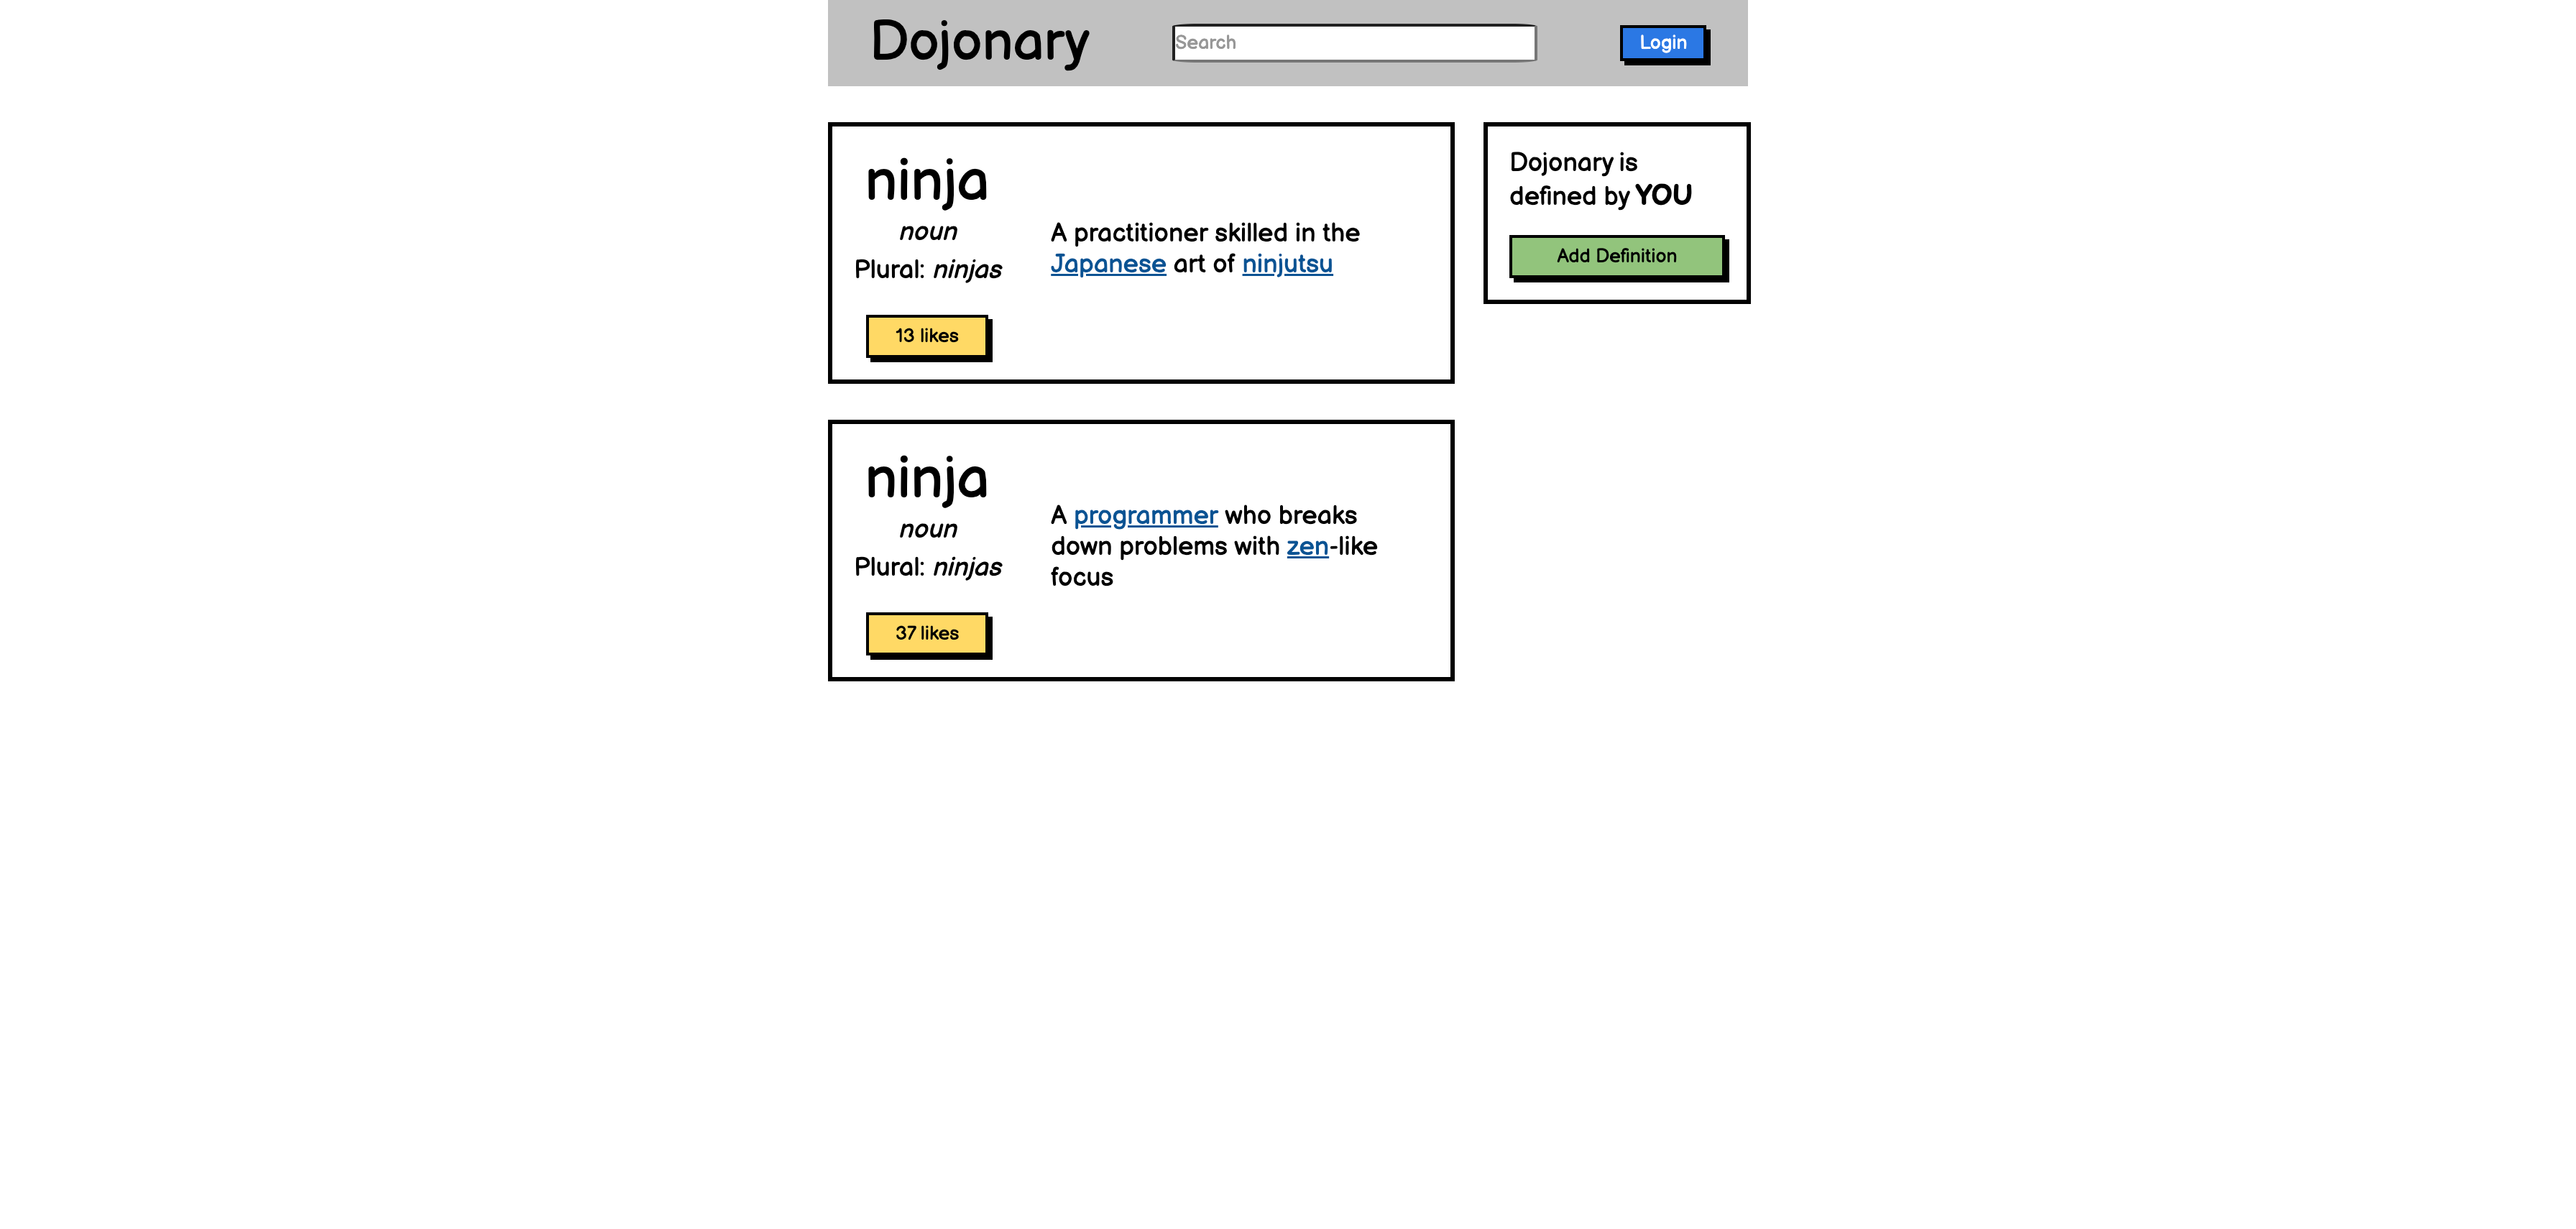 Dojonary
Search
Login
ninja
noun
Plural: ninjas
13 likes
A practitioner skilled in the
Japanese art of ninjutsu
Dojonary is
defined by YOU
Add Definition
ninja
noun
Plural: ninjas
37 likes
A programmer who breaks
down problems with zen-like
focus